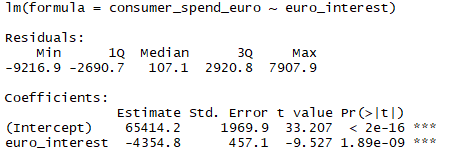 lm(formula = consumer_spend_euro ~ euro_interest)
Residuals:
Min 1Q Median 3Q Max
-9216.9 -2690.7 107.1 2920.8 7907.9
Coefficients:
Estimate Std. Error t value Pr(>|t|)
(Intercept) 65414.2 1969.9 33.207 < 2e-16 ***
euro_interest -4354.8 457.1 -9.527 1.89e-09 ***